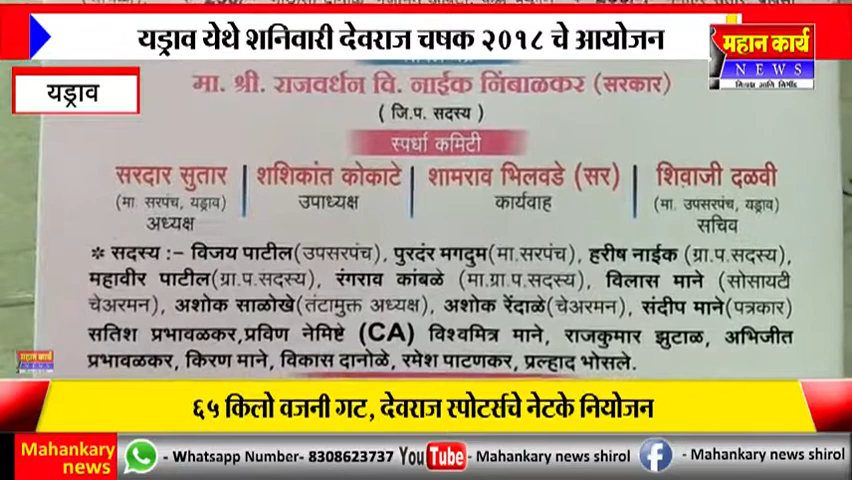 यड्राव येथे शनिवारी देवराज चषक २०१८ चे आयोजन
महान कार्य
NEWS
यड्राव
मा. श्री. राजवर्धन वि. नाईक निंबाळकर (सरकार)
( जि.प. सदस्य )
स्पर्धा कमिटी
सरदार सुतार
(मा. सरपंच, यड्राव)
अध्यक्ष
शशिकांत कोकाटे
उपाध्यक्ष
शामराव भिलवडे (सर)
कार्यवाह
शिवाजी दळवी
(मा. उपसरपंच, यड्राव)
सचिव
* सदस्य :- विजय पाटील(उपसरपंच), पुरदंर मगदुम(मा.सरपंच), हरीष नाईक (ग्रा.प.सदस्य),
महावीर पाटील(ग्रा.प.सदस्य), रंगराव कांबळे (मा.ग्रा.प.सदस्य), विलास माने (सोसायटी
चेअरमन), अशोक साळोखे(तंटामुक्त अध्यक्ष), अशोक रेंदाळे(चेअरमन), संदीप माने(पत्रकार)
सतिश प्रभावळकर,प्रविण नेमिष्टे (CA) विश्वमित्र माने, राजकुमार झुटाळ, अभिजीत
प्रभावळकर, किरण माने, विकास दानोळे, रमेश पाटणकर, प्रल्हाद भोसले.
महान कार्य
NEWS
६५ किलो वजनी गट, देवराज स्पोटर्सचे नेटके नियोजन
Mahankary news
- Whatsapp Number- 8308623737
YouTube
- Mahankary news shirol
f
- Mahankary news shirol